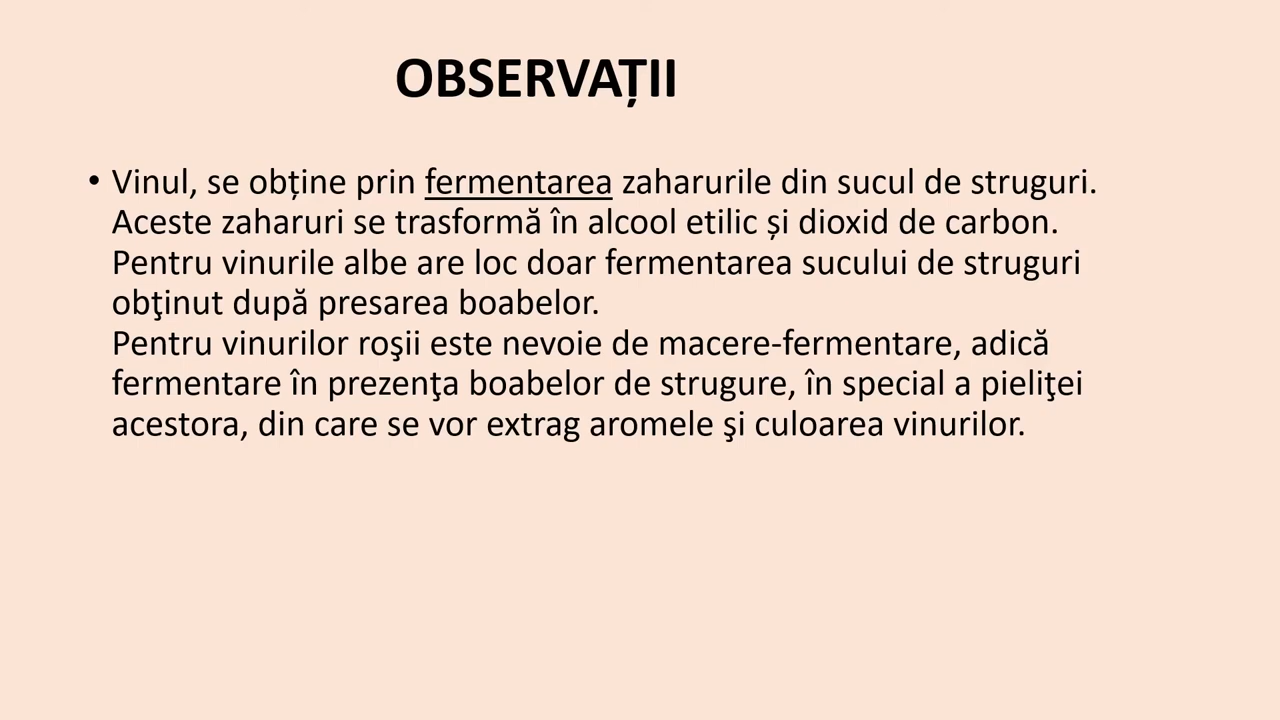 OBSERVAȚII
• Vinul, se obține prin fermentarea zaharurile din sucul de struguri.
Aceste zaharuri se trasformă în alcool etilic și dioxid de carbon.
Pentru vinurile albe are loc doar fermentarea sucului de struguri
obţinut după presarea boabelor.
Pentru vinurilor roşii este nevoie de macere-fermentare, adică
fermentare în prezenţa boabelor de strugure, în special a pieliţei
acestora, din care se vor extrag aromele şi culoarea vinurilor.